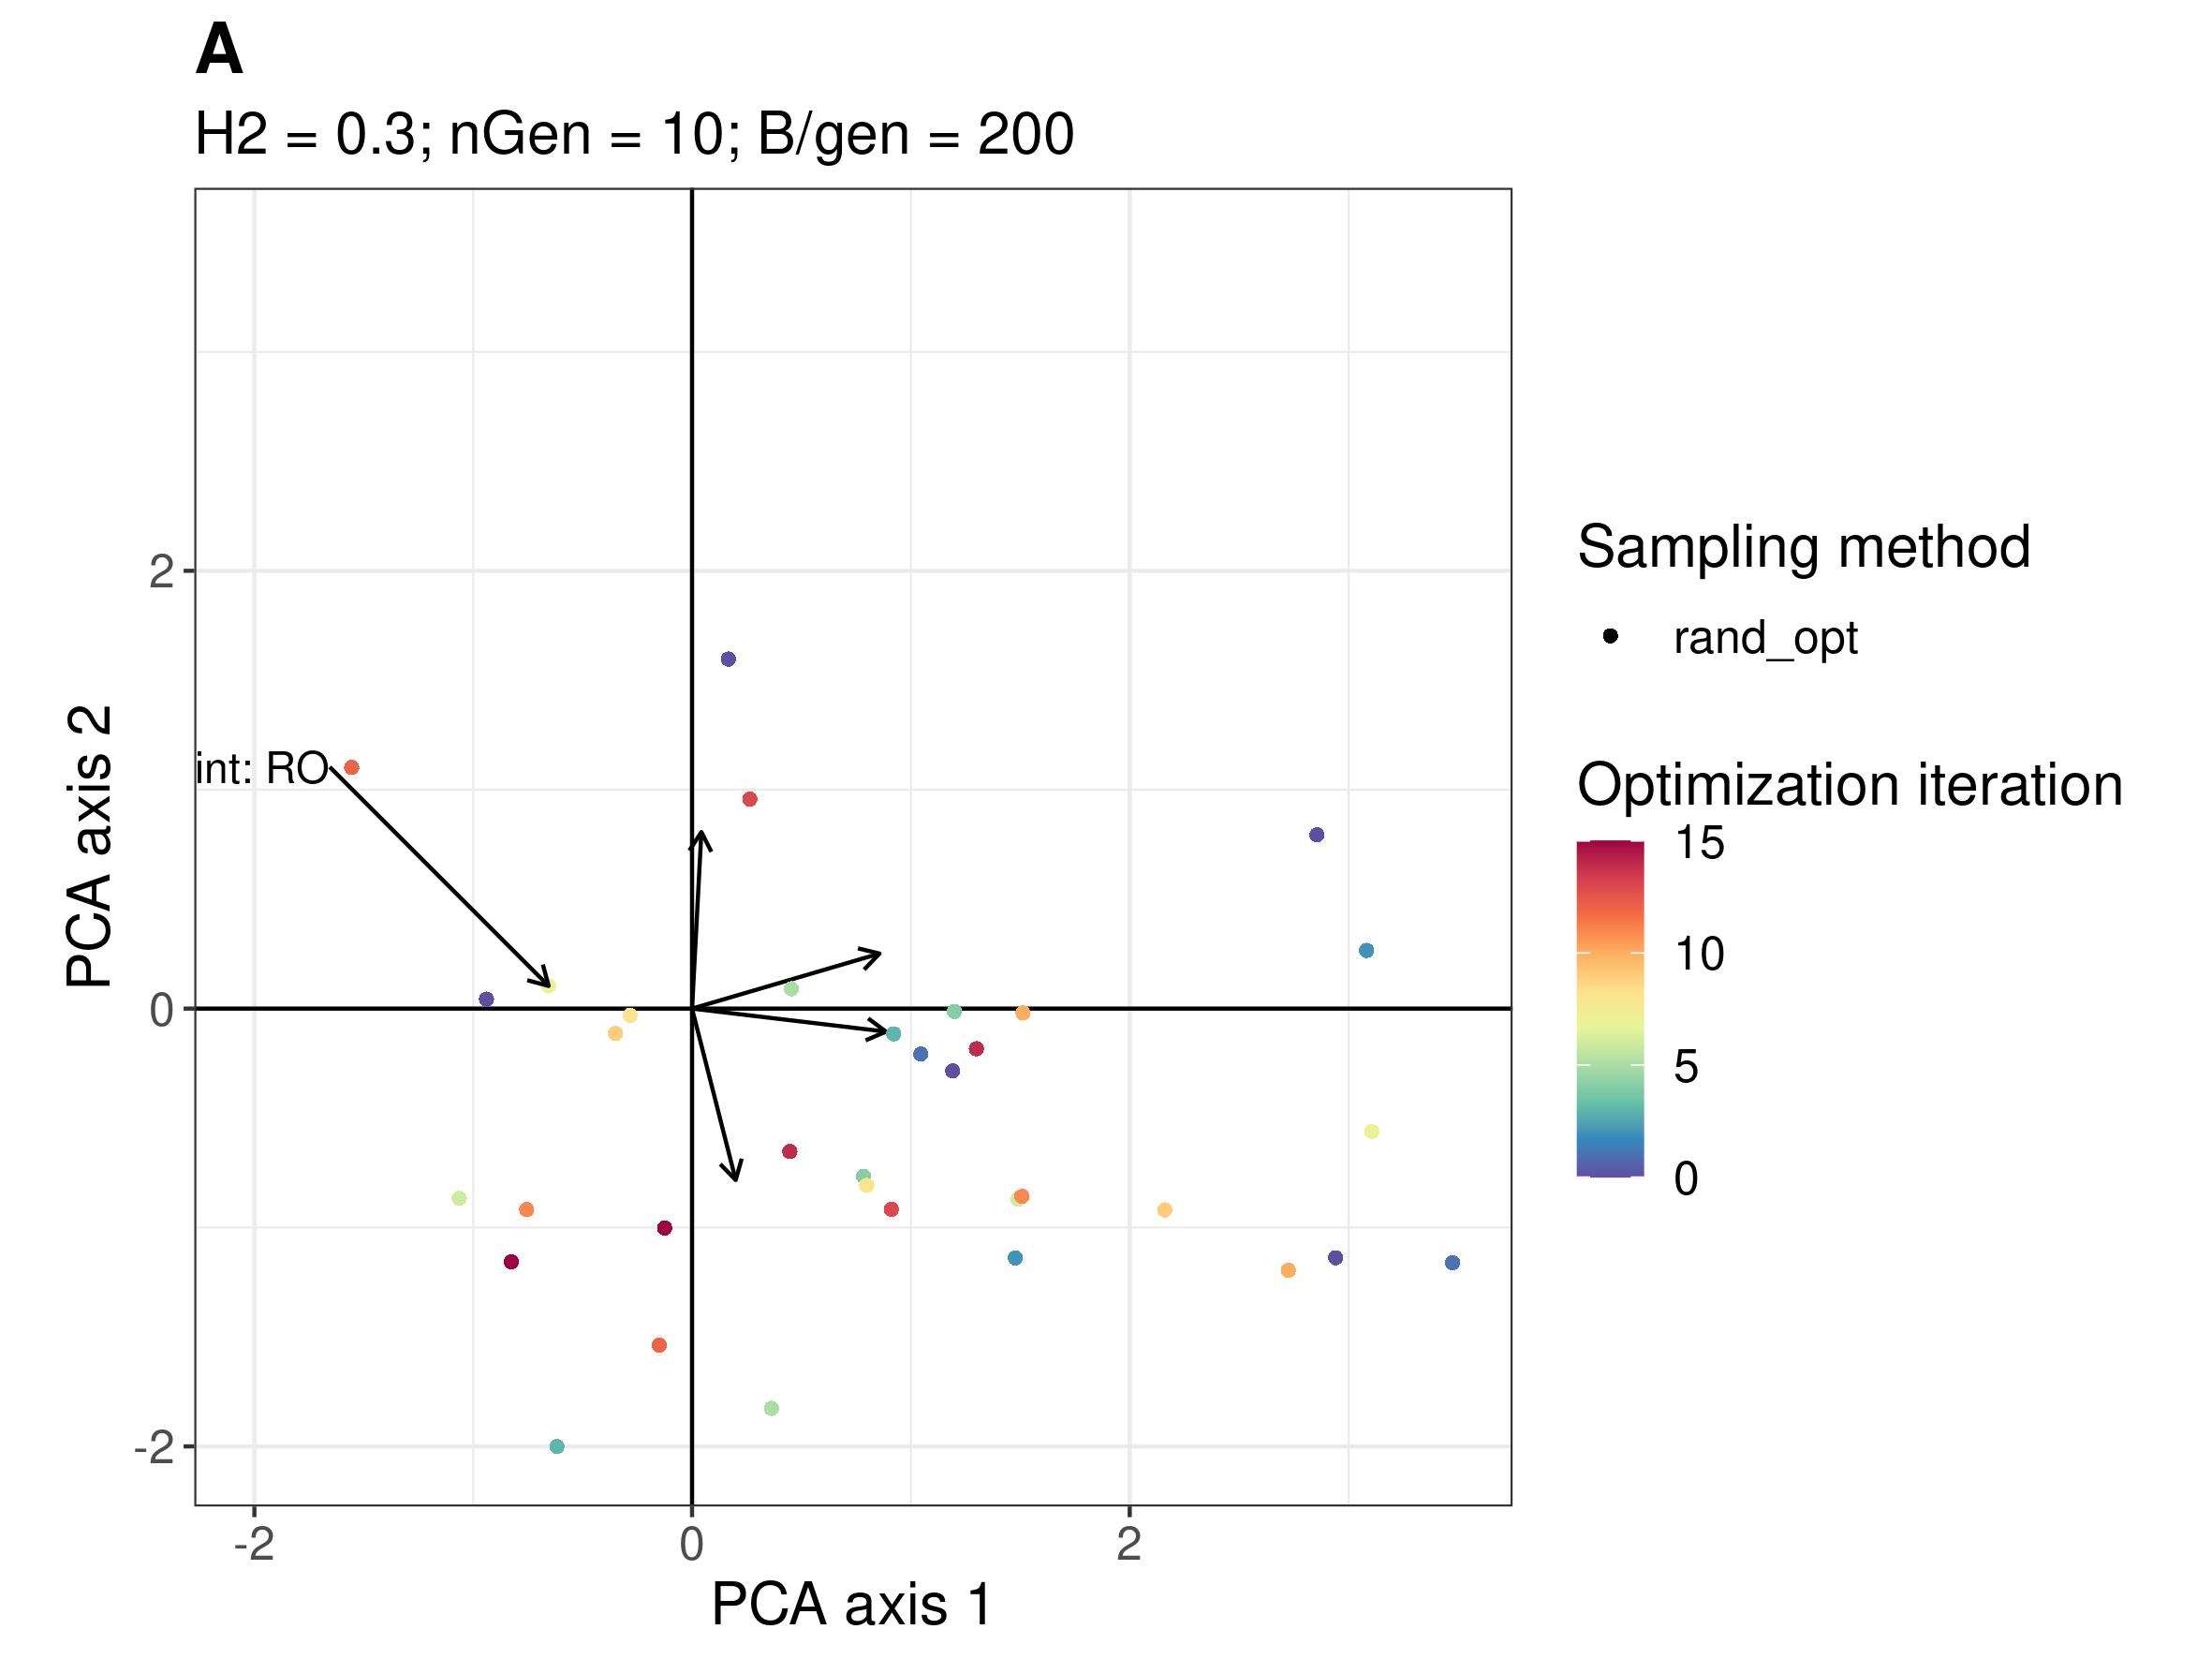 A
H2 = 0.3; nGen = 10; B/gen = 200
PCA axis 2
2
0
-2
int: RO
-2
0
2
PCA axis 1
Sampling method
rand_opt
Optimization iteration
15
10
5
0